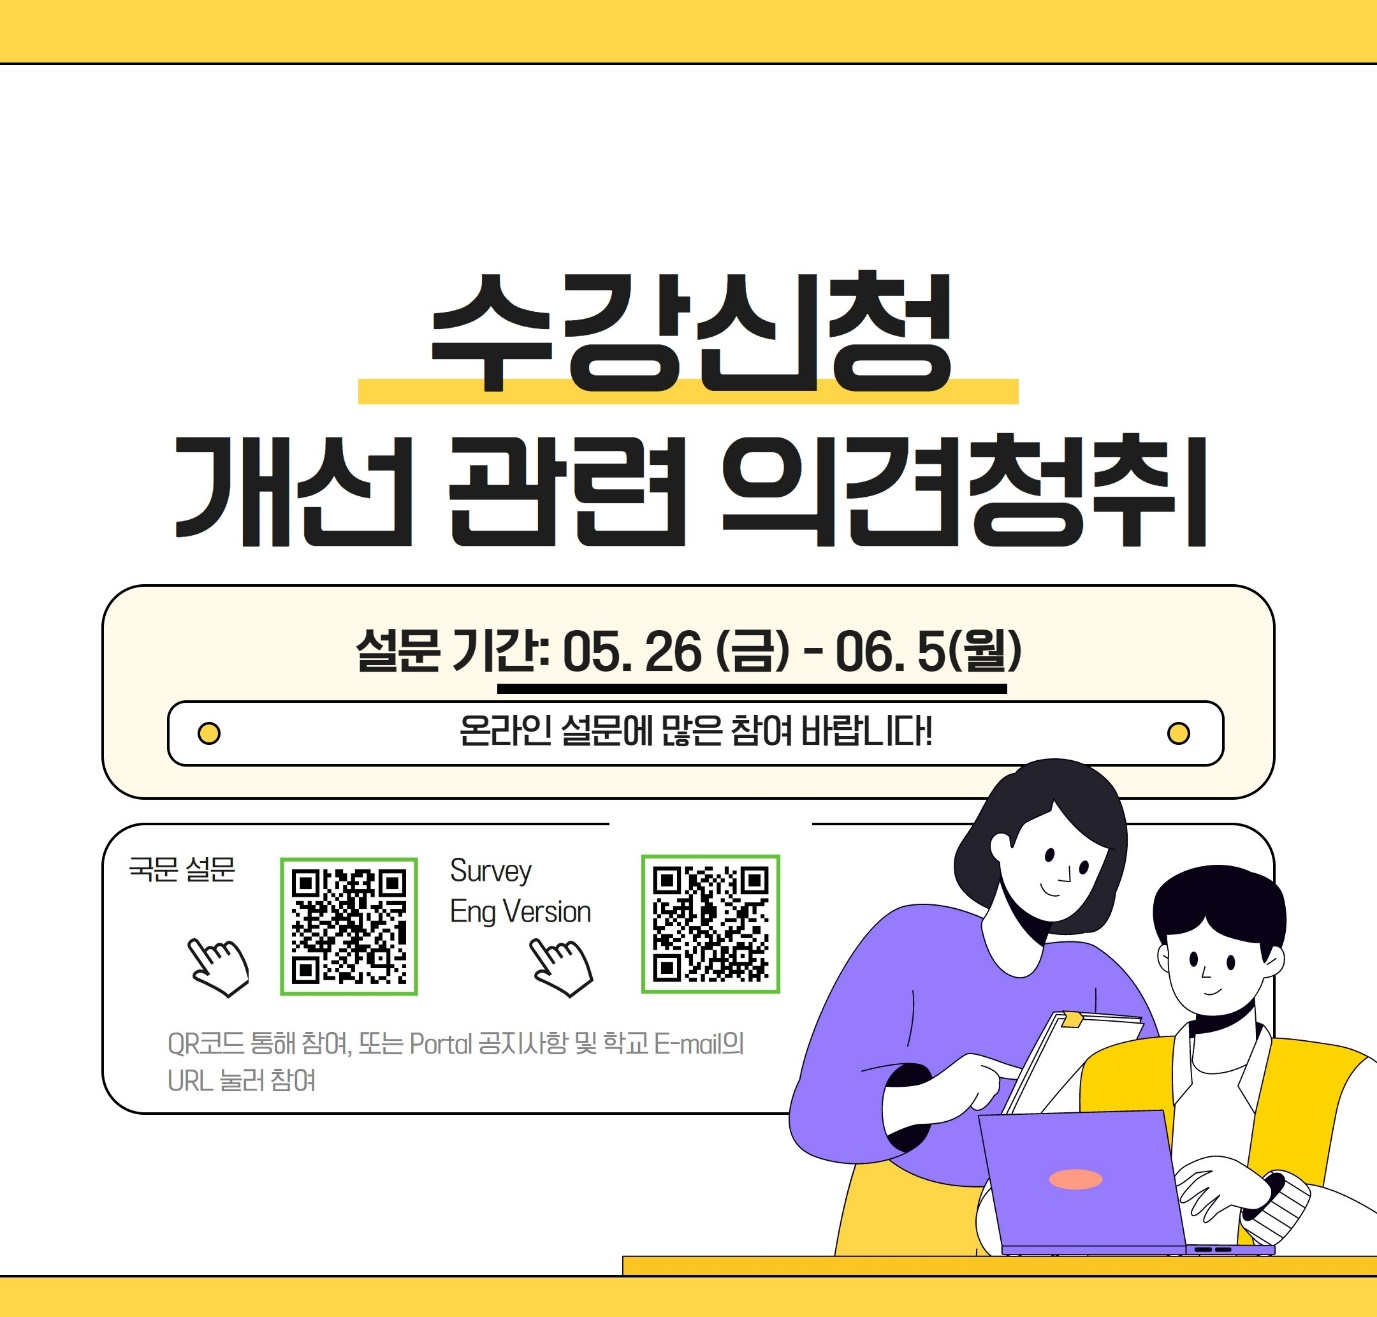 수강신청
개선 관련 의견청취
설문 기간: 05. 26 (금) - 06. 5(월)
온라인 설문에 많은 참여 바랍니다!
국문 설문
Survey
Eng Version
QR코드 통해 참여, 또는 Portal 공지사항 및 학교 E-mail의
URL 눌러 참여